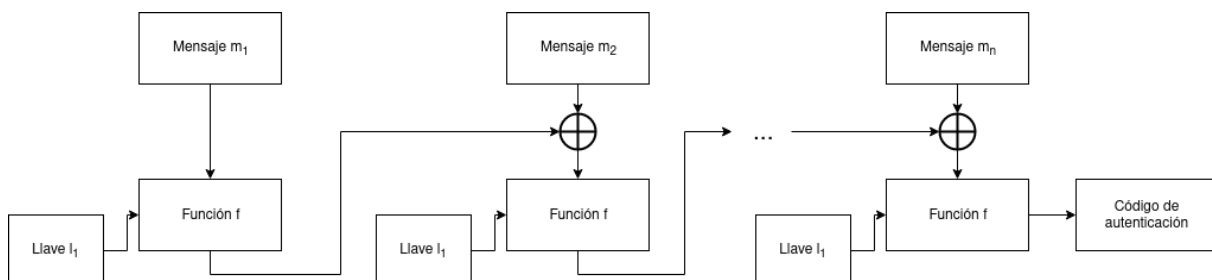 Mensaje m₁
Mensaje m₂
Mensaje mₙ
...
Función f
Función f
Función f
Código de
autenticación
Llave l₁
Llave l₁
Llave l₁